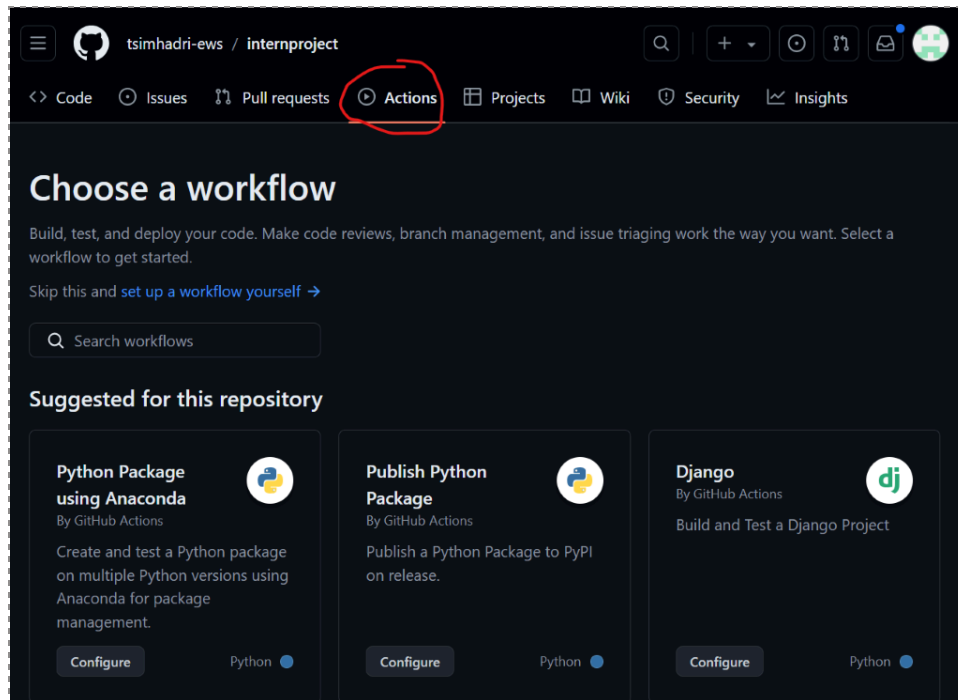 tsimhadri-ews / internproject
Code Issues Pull requests Actions Projects Wiki Security Insights
Choose a workflow
Build, test, and deploy your code. Make code reviews, branch management, and issue triaging work the way you want. Select a
workflow to get started.
Skip this and set up a workflow yourself →
Search workflows
Suggested for this repository
Python Package
using Anaconda
By GitHub Actions
Create and test a Python package
on multiple Python versions using
Anaconda for package
management.
Configure Python
Publish Python
Package
By GitHub Actions
Publish a Python Package to PyPI
on release.
Configure Python
Django
By GitHub Actions
dj
Build and Test a Django Project
Configure Python